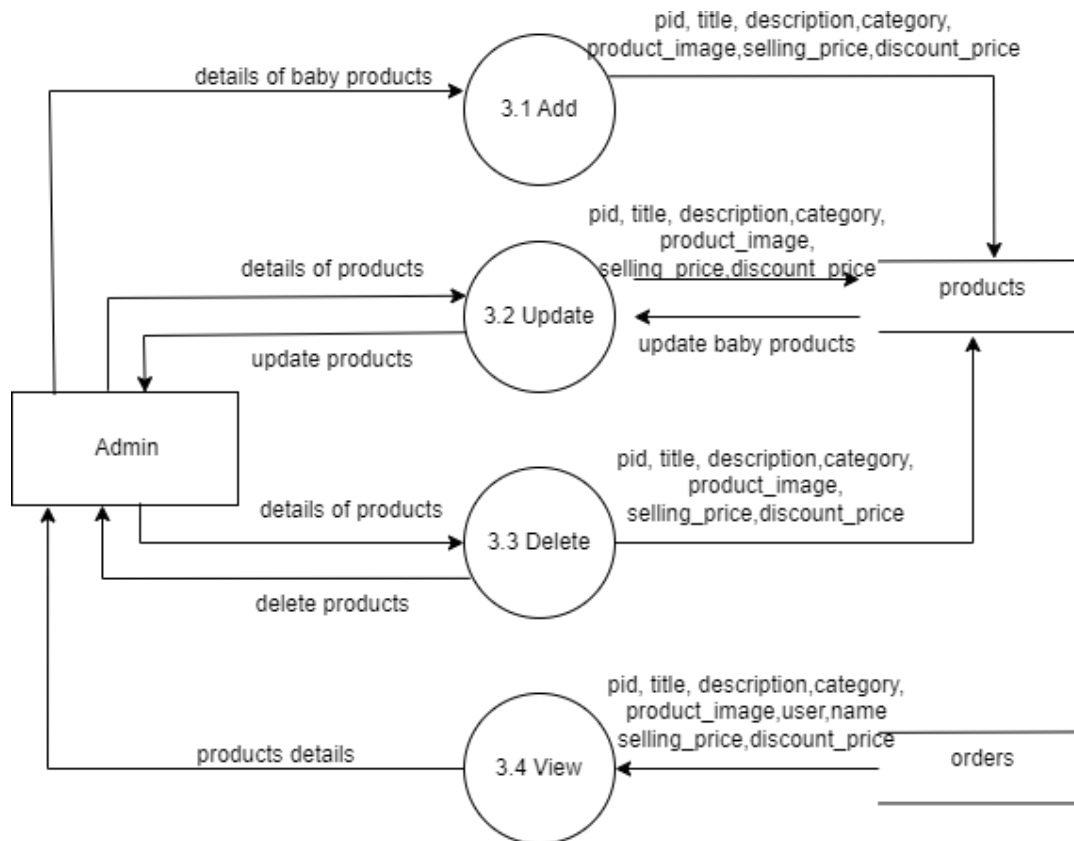 pid, title, description,category,
product_image,selling_price,discount_price
details of baby products
3.1 Add
pid, title, description,category,
product_image,
selling_price,discount_price
details of products
products
3.2 Update
update products
update baby products
Admin
pid, title, description,category,
product_image,
selling_price,discount_price
details of products
3.3 Delete
delete products
pid, title, description,category,
product_image,user,name
selling_price,discount_price
products details
3.4 View
orders